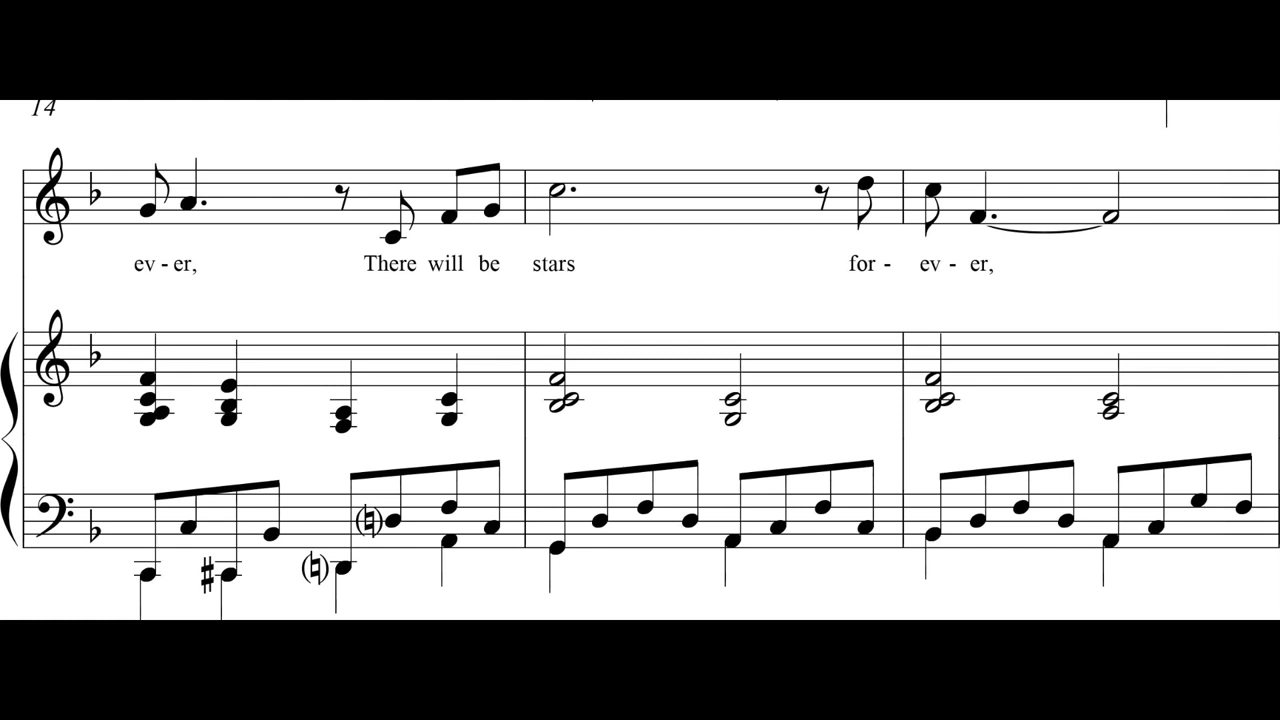 14
ev - er, There will be stars for - ev - er,